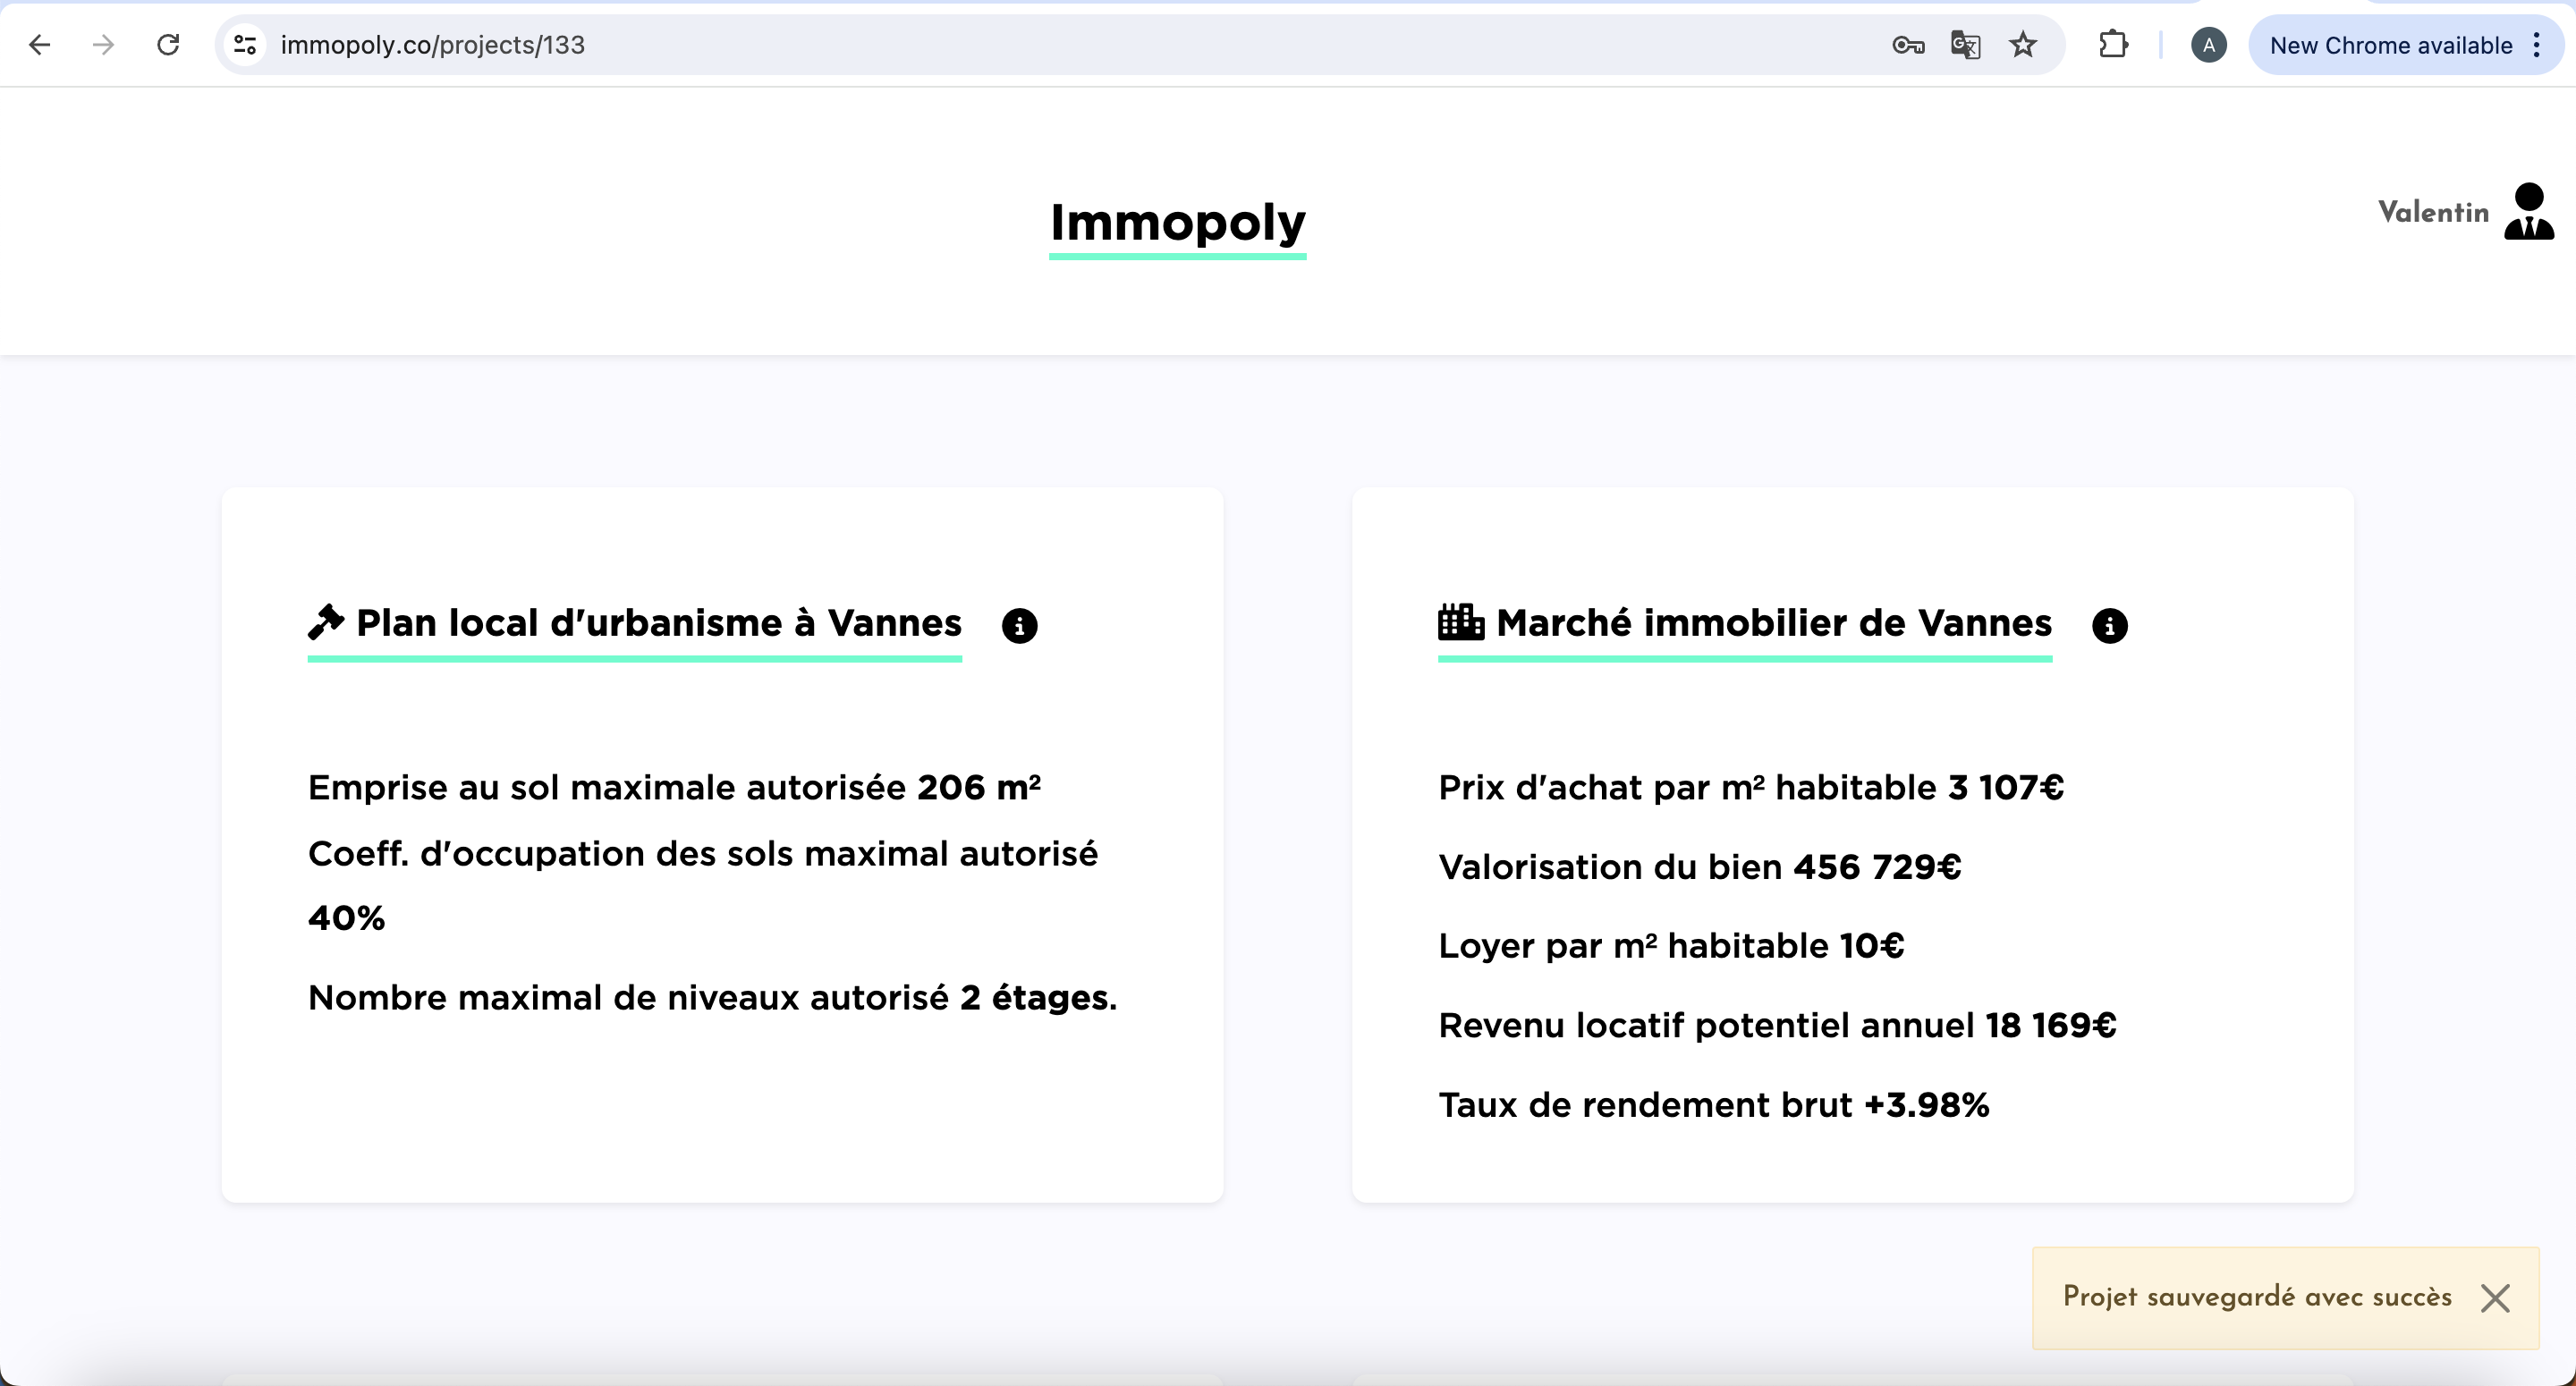 immopoly.co/projects/133
A
New Chrome available
Immopoly
Valentin
Plan local d'urbanisme à Vannes
Emprise au sol maximale autorisée 206 m²
Coeff. d'occupation des sols maximal autorisé
40%
Nombre maximal de niveaux autorisé 2 étages.
Marché immobilier de Vannes
Prix d'achat par m² habitable 3 107€
Valorisation du bien 456 729€
Loyer par m² habitable 10€
Revenu locatif potentiel annuel 18 169€
Taux de rendement brut +3.98%
Projet sauvegardé avec succès